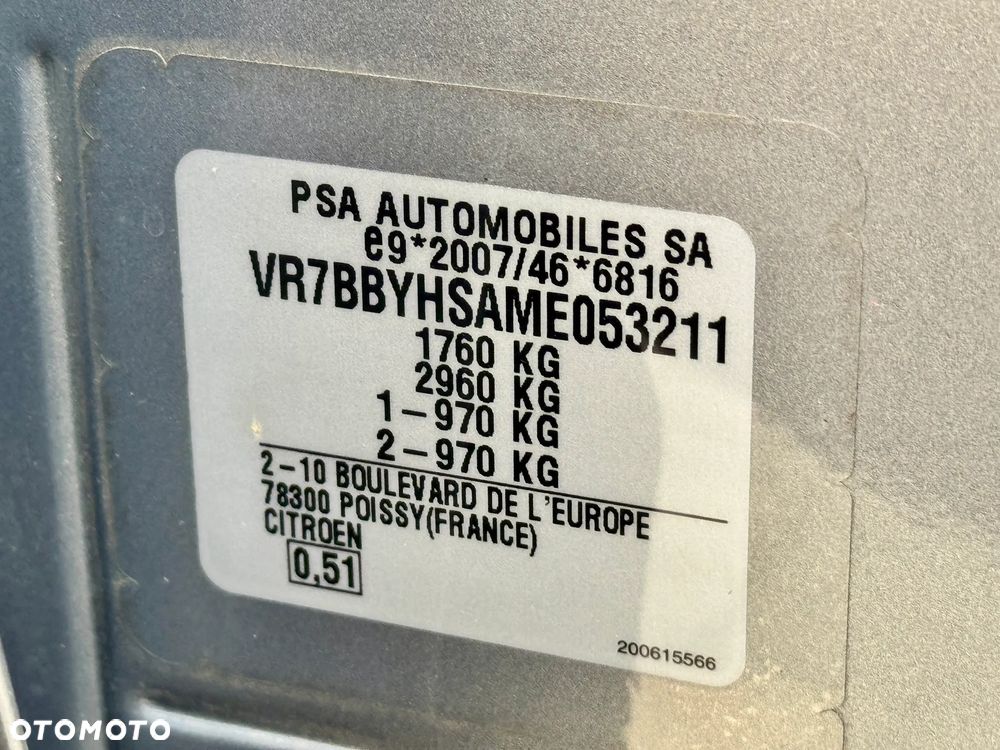 PSA AUTOMOBILES SA
e9*2007/46*6816
VR7BBYHSAME053211
1760 KG
2960 KG
1-970 KG
2-970 KG
2-10 BOULEVARD DE L'EUROPE
78300 POISSY(FRANCE)
CITROEN
0,51
200615566
OTOMOTO